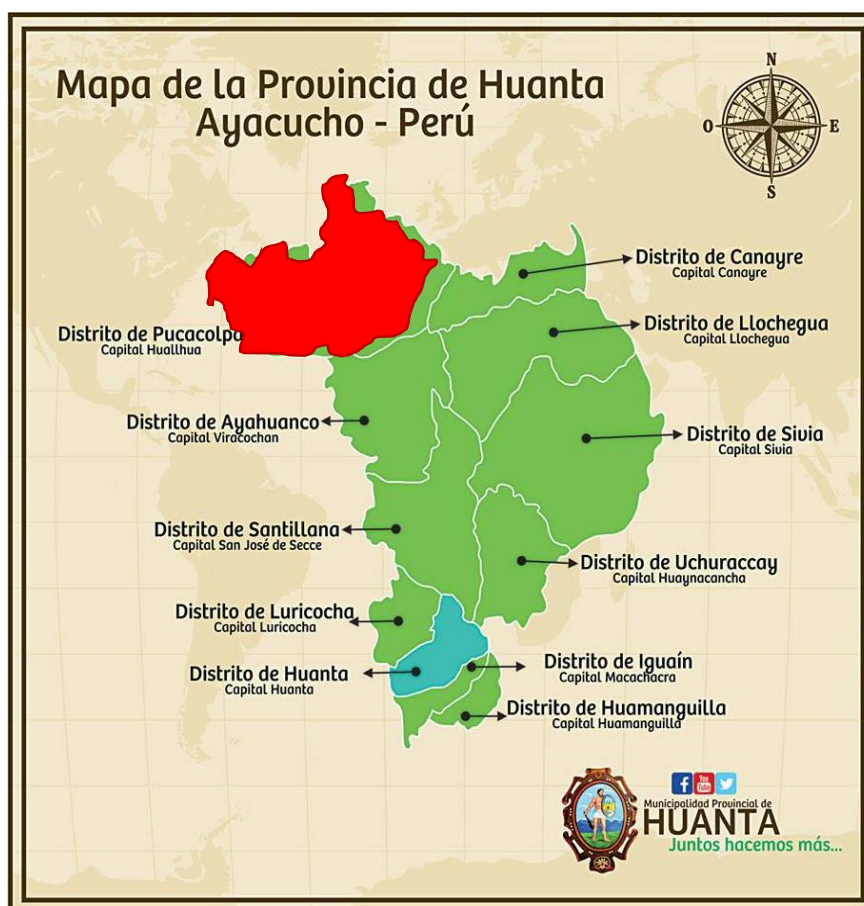 Mapa de la Provincia de Huanta
Ayacucho - Perú
N
O
E
S
Distrito de Canayre
Capital Canayre
Distrito de Pucacolpa
Capital Huallhua
Distrito de Llochegua
Capital Llochegua
Distrito de Ayahuanco
Capital Viracochan
Distrito de Sivia
Capital Sivia
Distrito de Santillana
Capital San José de Secce
Distrito de Uchuraccay
Capital Huaynacancha
Distrito de Luricocha
Capital Luricocha
Distrito de Huanta
Capital Huanta
Distrito de Iguaín
Capital Macachacra
Distrito de Huamanguilla
Capital Huamanguilla
f You Tube
Municipalidad Provincial de
HUANTA
Juntos hacemos más...